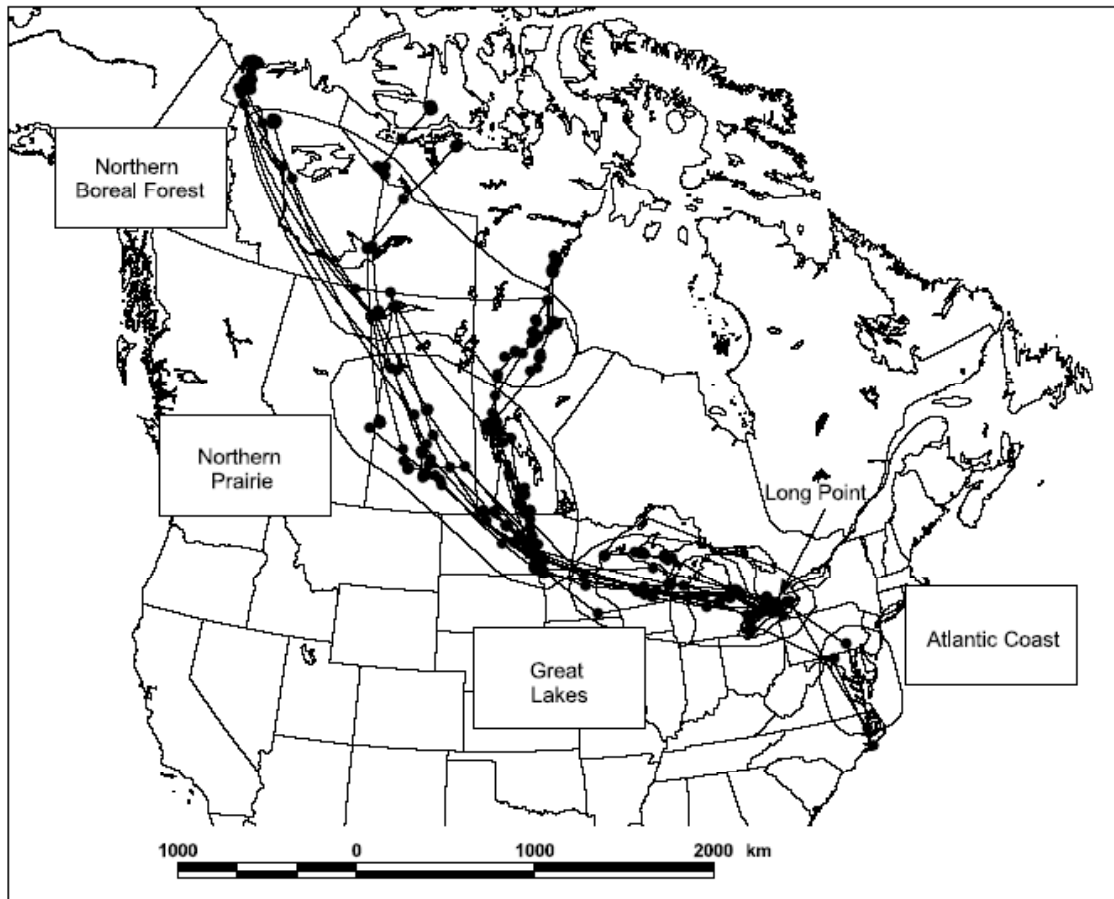 Northern
Boreal Forest
Northern
Prairie
Long Point
Atlantic Coast
Great
Lakes
1000 0 1000 2000 km